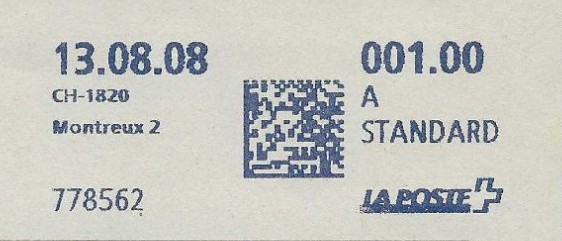 13.08.08
CH-1820
Montreux 2
778562
001.00
A
STANDARD
LA POSTE